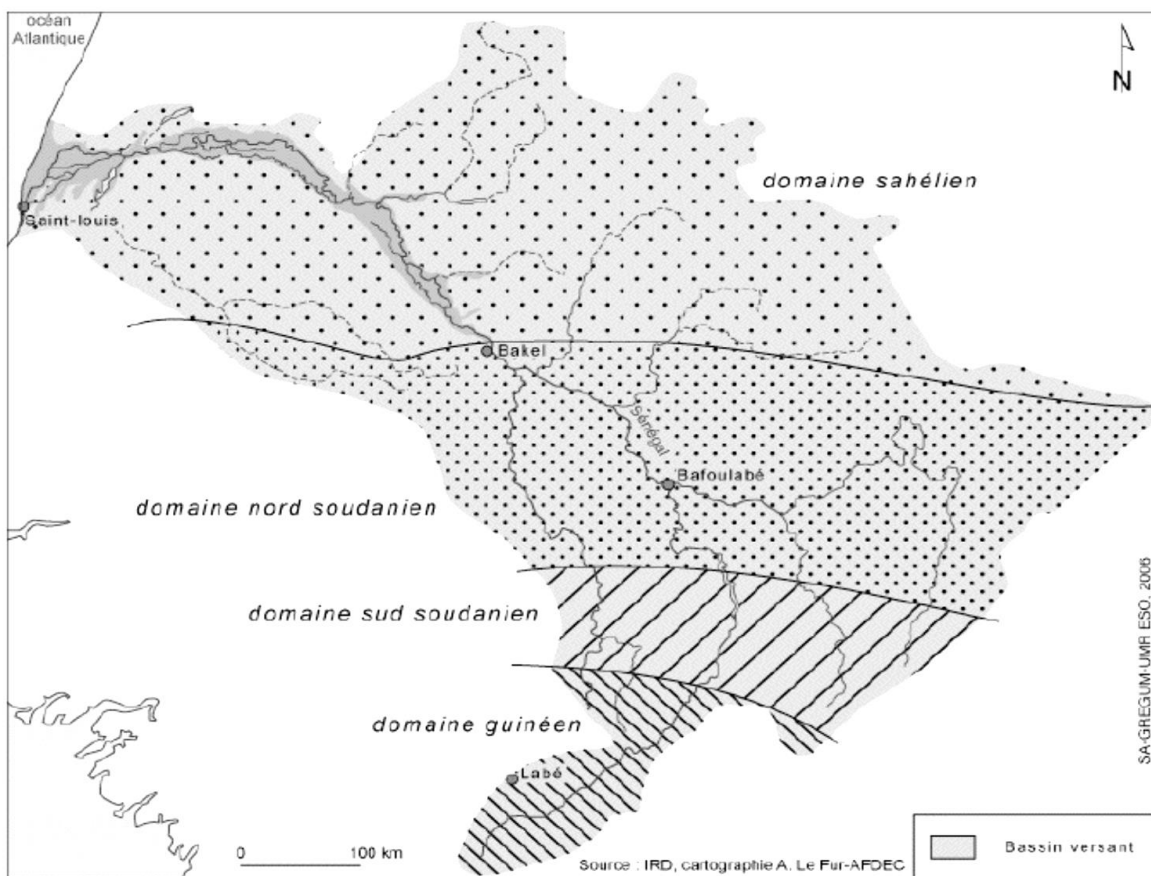 océan
Atlantique
N
domaine sahélien
Saint-louis
Bakel
Sénégal
Bafoulabé
domaine nord soudanien
domaine sud soudanien
domaine guinéen
Labé
0 100 km
Source : IRD, cartographie A. Le Fur-AFDEC
Bassin versant
SA-GREGUM-UMR ESO, 2006